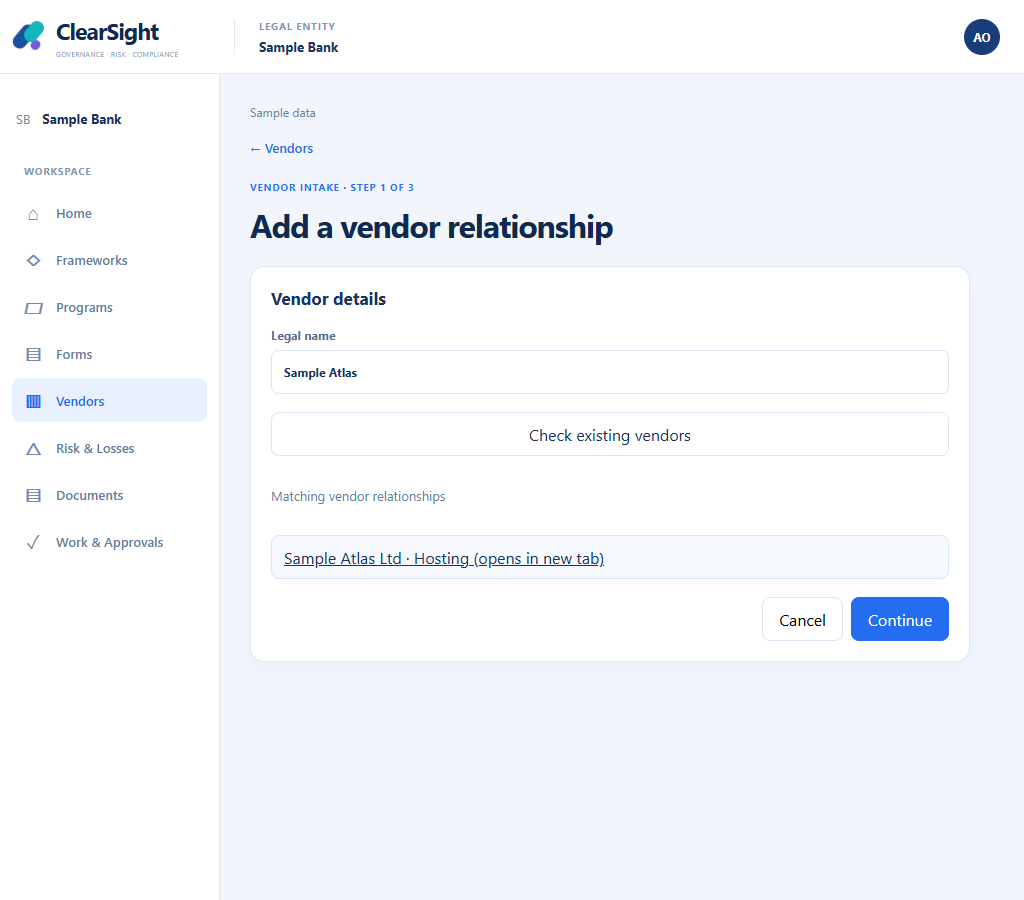 ClearSight
GOVERNANCE · RISK · COMPLIANCE
LEGAL ENTITY
Sample Bank
AO
SB Sample Bank
WORKSPACE
Home
Frameworks
Programs
Forms
Vendors
Risk & Losses
Documents
Work & Approvals
Sample data
← Vendors
VENDOR INTAKE · STEP 1 OF 3
Add a vendor relationship
Vendor details
Legal name
Sample Atlas
Check existing vendors
Matching vendor relationships
Sample Atlas Ltd · Hosting (opens in new tab)
Cancel
Continue